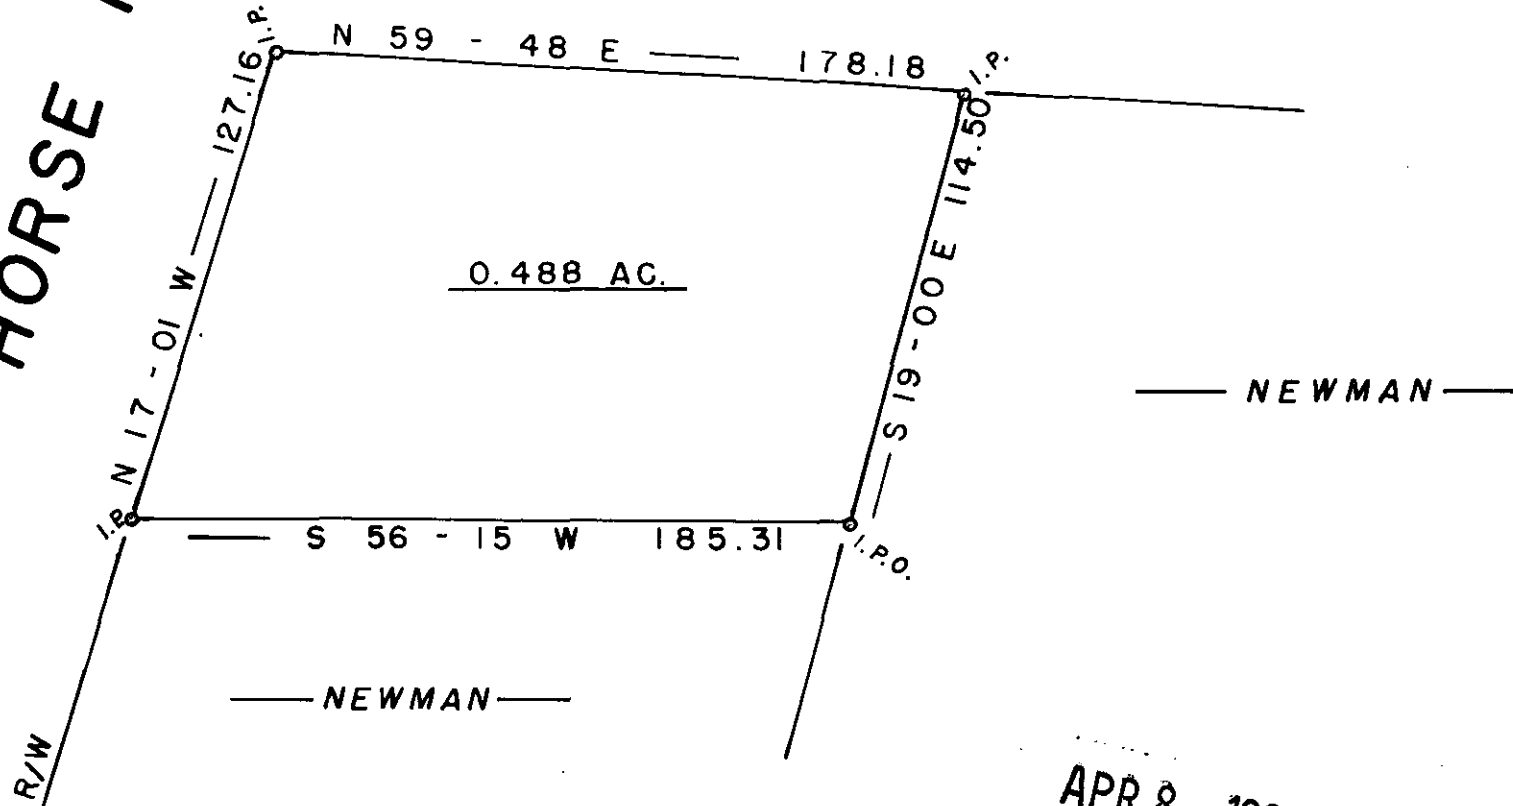 HORSE
I.P.
N 59 - 48 E 178.18
I.P.
N 17 - 01 W 127.16
S 19 - 00 E 114.50
0.488 AC.
NEWMAN
I.P.
S 56 - 15 W 185.31
I.P.O.
NEWMAN
R/W
APR 8